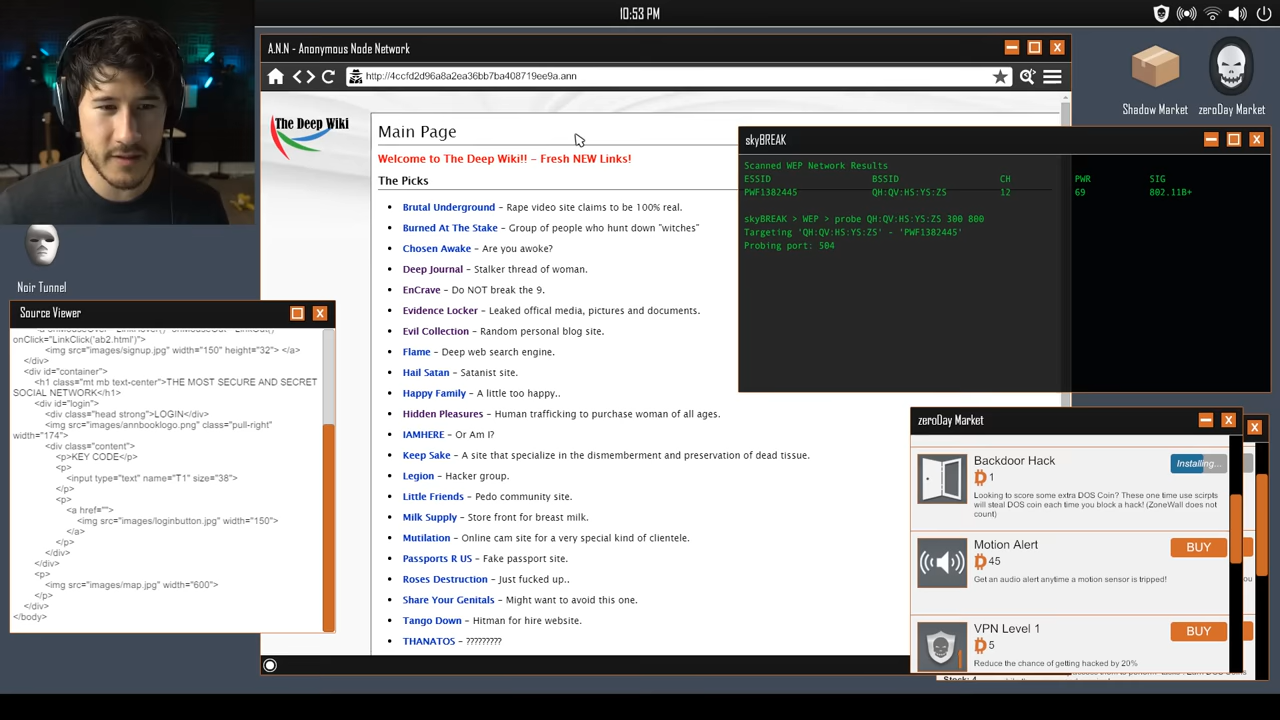 10:53 PM
A.N.N - Anonymous Node Network
http://4ccfd2d96a8a2ea36bb7ba408719ee9a.ann
Shadow Market
zeroDay Market
The Deep Wiki
Main Page
Welcome to The Deep Wiki!! - Fresh NEW Links!
The Picks
Brutal Underground - Rape video site claims to be 100% real.
Burned At The Stake - Group of people who hunt down "witches"
Chosen Awake - Are you awoke?
Deep Journal - Stalker thread of woman.
EnCrave - Do NOT break the 9.
Evidence Locker - Leaked offical media, pictures and documents.
Evil Collection - Random personal blog site.
Flame - Deep web search engine.
Hail Satan - Satanist site.
Happy Family - A little too happy..
Hidden Pleasures - Human trafficking to purchase woman of all ages.
IAMHERE - Or Am I?
Keep Sake - A site that specialize in the dismemberment and preservation of dead tissue.
Legion - Hacker group.
Little Friends - Pedo community site.
Milk Supply - Store front for breast milk.
Mutilation - Online cam site for a very special kind of clientele.
Passports R US - Fake passport site.
Roses Destruction - Just fucked up..
Share Your Genitals - Might want to avoid this one.
Tango Down - Hitman for hire website.
THANATOS - ?????????
skyBREAK
Scanned WEP Network Results
ESSID BSSID CH PWR SIG
PWF1382445 QH:QV:HS:YS:ZS 12 69 802.11B+
skyBREAK > WEP > probe QH:QV:HS:YS:ZS 300 800
Targeting 'QH:QV:HS:YS:ZS' - 'PWF1382445'
Probing port: 504
Noir Tunnel
Source Viewer
onClick="LinkClick('ab2.html')">
<img src="images/signup.jpg" width="150" height="32"> </a>
</div>
<div id="container">
<h1 class="mt mb text-center">THE MOST SECURE AND SECRET
SOCIAL NETWORK</h1>
<div id="login">
<div class="head strong">LOGIN</div>
<img src="images/annbooklogo.png" class="pull-right"
width="174">
<div class="content">
<p>KEY CODE</p>
<p>
<input type="text" name="T1" size="38">
</p>
<p>
<a href="">
<img src="images/loginbutton.jpg" width="150">
</a>
</p>
</div>
</div>
<p>
<img src="images/map.jpg" width="600">
</p>
</div>
</body>
zeroDay Market
Backdoor Hack
Installing...
1
Looking to score some extra DOS Coin? These one time use scirpts
will steal DOS coin each time you block a hack! (ZoneWall does not
count)
Motion Alert
BUY
45
Get an audio alert anytime a motion sensor is tripped!
VPN Level 1
BUY
5
Reduce the chance of getting hacked by 20%